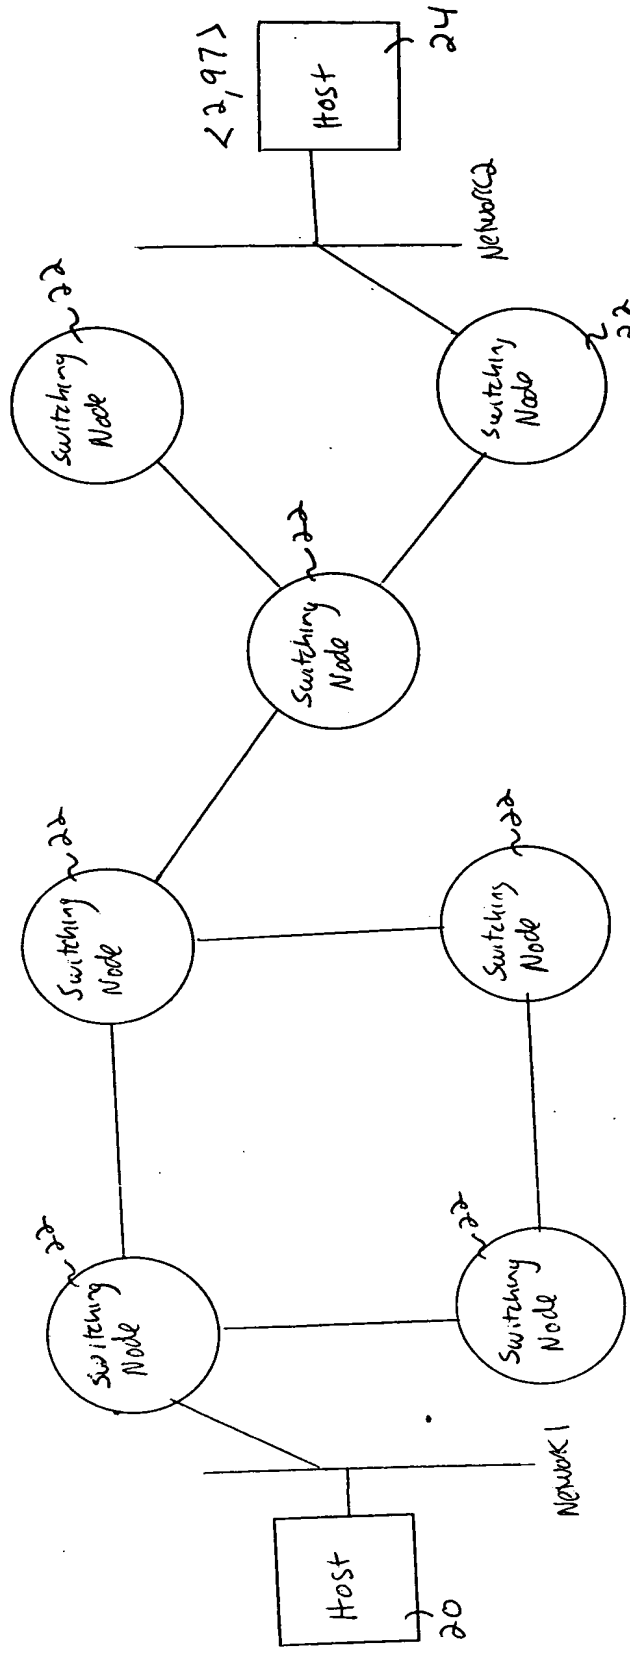 Host
20
Network 1
Switching
Node
22
Switching
Node
22
Switching
Node
22
Switching
Node
22
Switching
Node
22
Switching
Node
22
Switching
Node
22
Network 2
<2,97>
Host
24